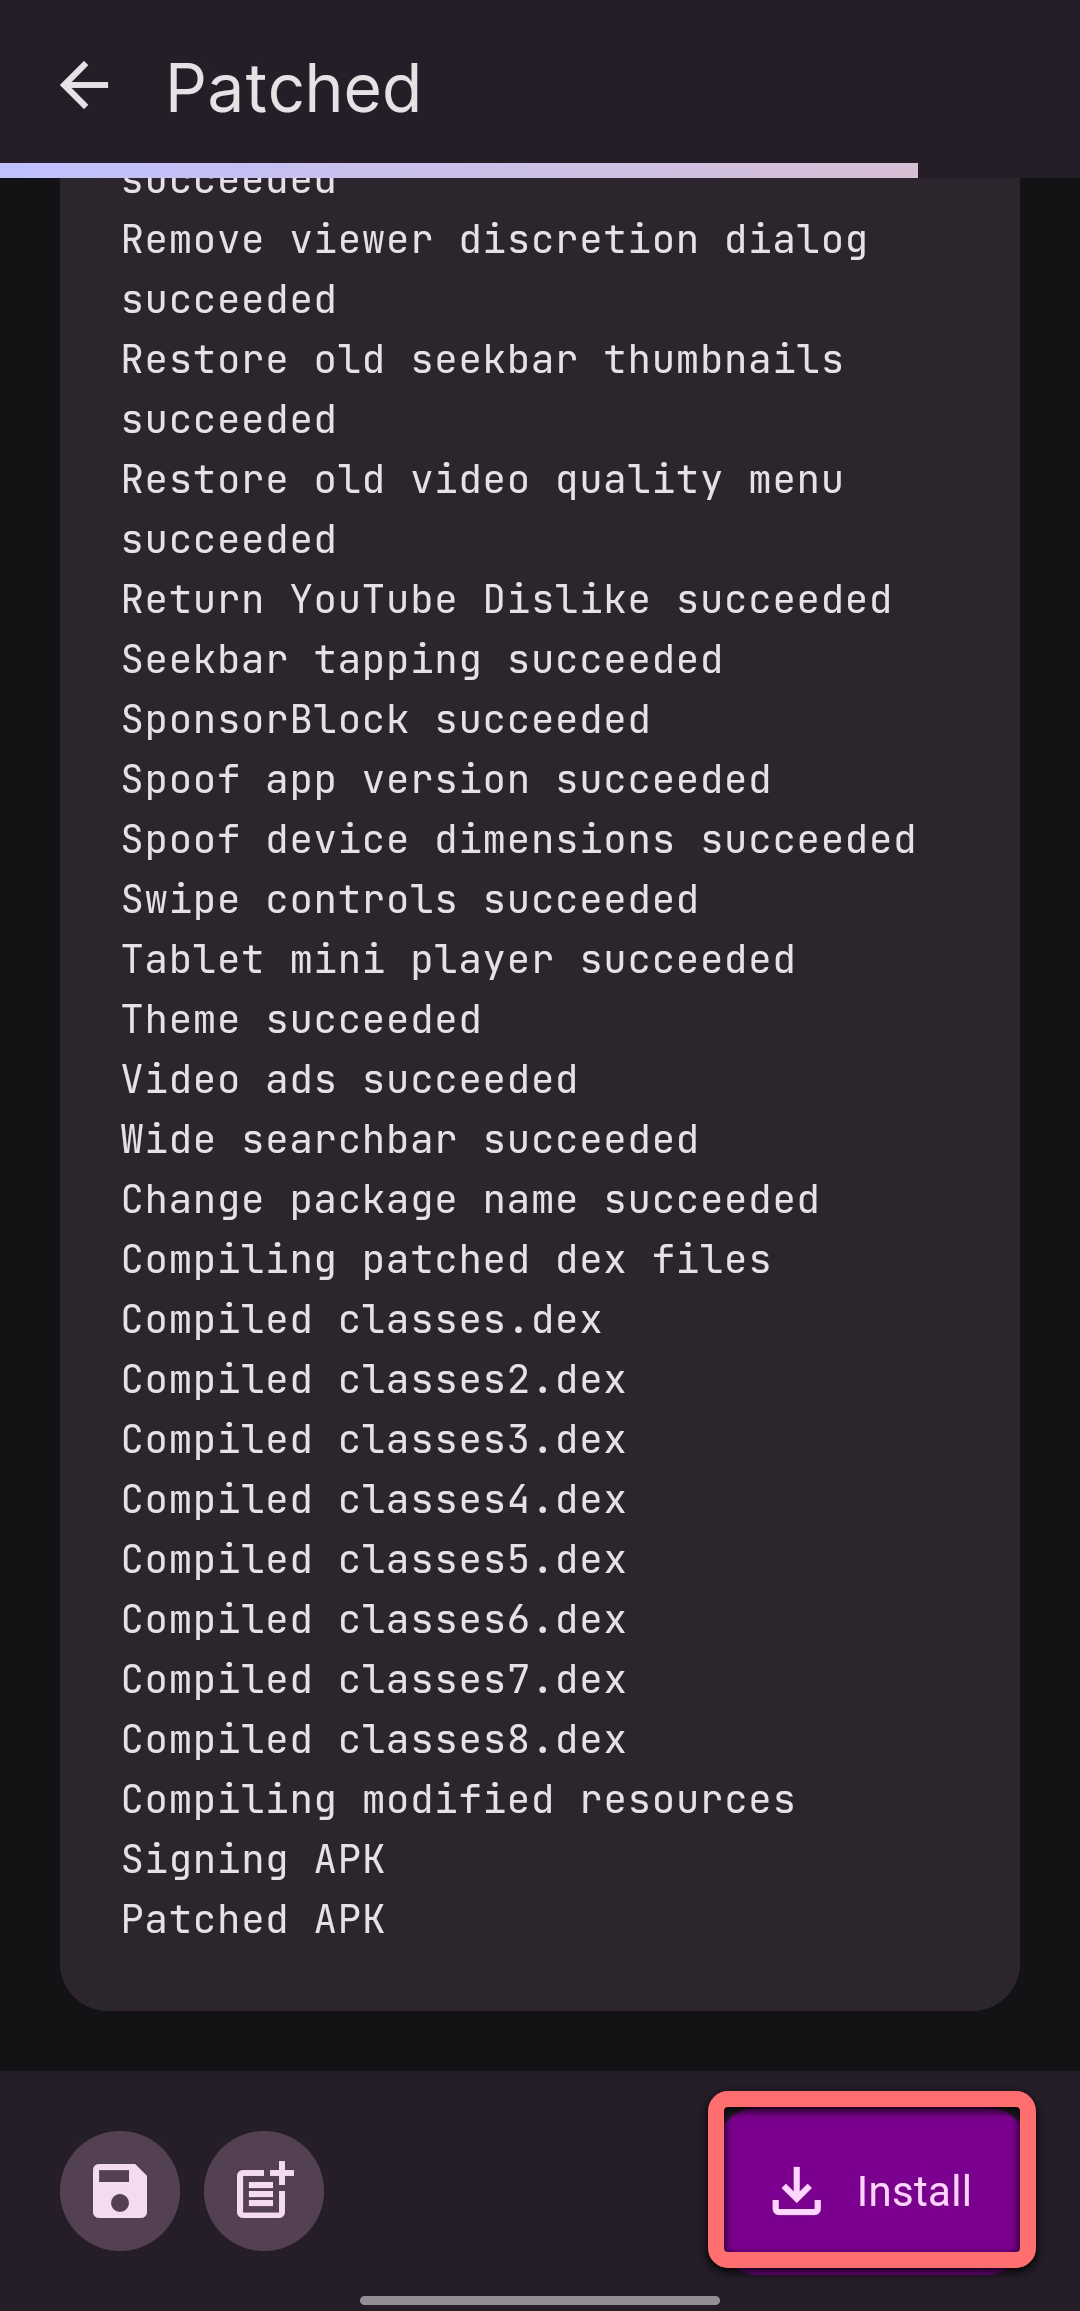 Patched
succeeded
Remove viewer discretion dialog
succeeded
Restore old seekbar thumbnails
succeeded
Restore old video quality menu
succeeded
Return YouTube Dislike succeeded
Seekbar tapping succeeded
SponsorBlock succeeded
Spoof app version succeeded
Spoof device dimensions succeeded
Swipe controls succeeded
Tablet mini player succeeded
Theme succeeded
Video ads succeeded
Wide searchbar succeeded
Change package name succeeded
Compiling patched dex files
Compiled classes.dex
Compiled classes2.dex
Compiled classes3.dex
Compiled classes4.dex
Compiled classes5.dex
Compiled classes6.dex
Compiled classes7.dex
Compiled classes8.dex
Compiling modified resources
Signing APK
Patched APK
Install